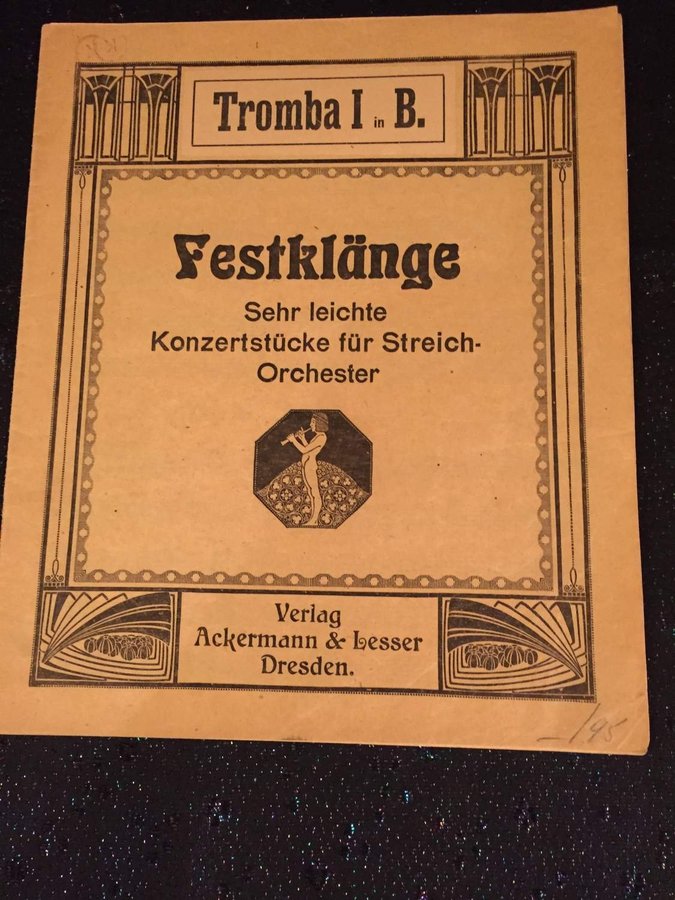 Tromba I in B.
Festklänge
Sehr leichte
Konzertstücke für Streich-
Orchester
Verlag
Ackermann & Lesser
Dresden.